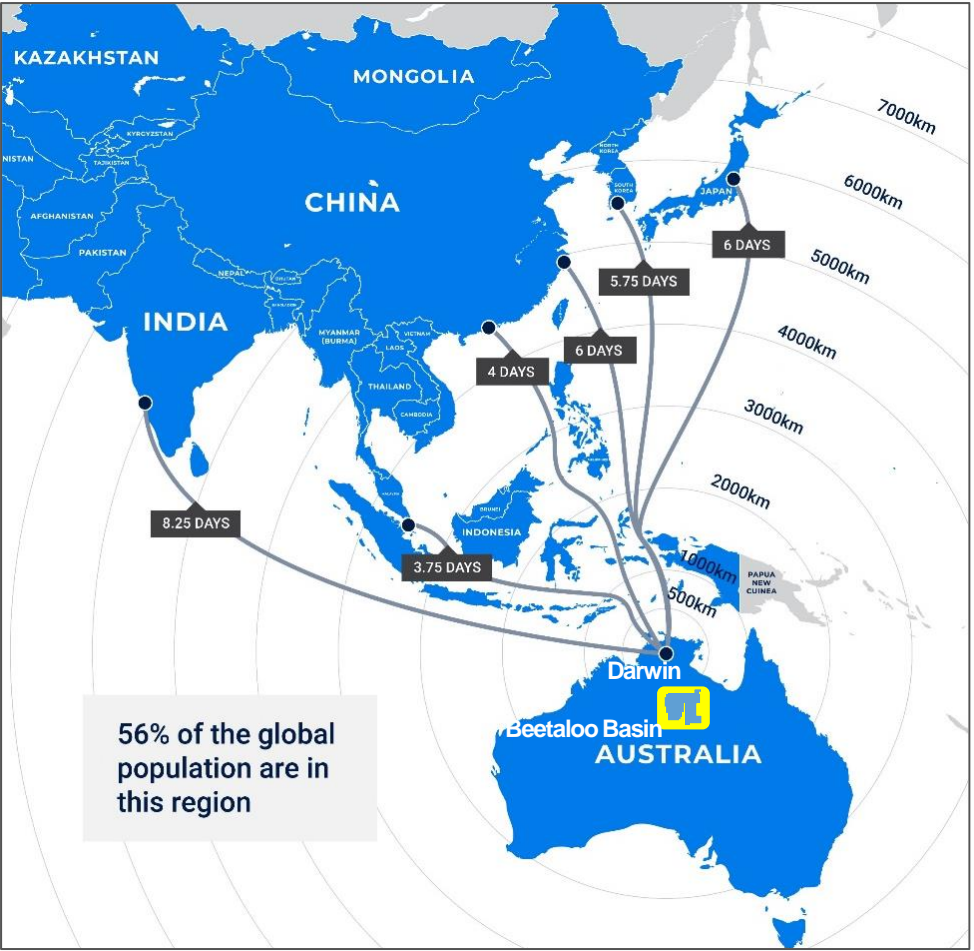 KAZAKHSTAN
MONGOLIA
7000km
KYRGYZSTAN
NISTAN
TAJIKISTAN
NORTH
KOREA
6000km
SOUTH
KOREA
JAPAN
CHINA
AFGHANISTAN
6 DAYS
PAKISTAN
5000km
NEPAL
5.75 DAYS
BHUTAN
INDIA
MYANMAR
(BURMA)
VIETNAM
LAOS
4000km
6 DAYS
4 DAYS
THAILAND
CAMBODIA
3000km
2000km
BRUNEI
8.25 DAYS
INDONESIA
3.75 DAYS
1000km
PAPUA
NEW
CUINEA
500km
Darwin
Beetaloo Basin
AUSTRALIA
56% of the global
population are in
this region